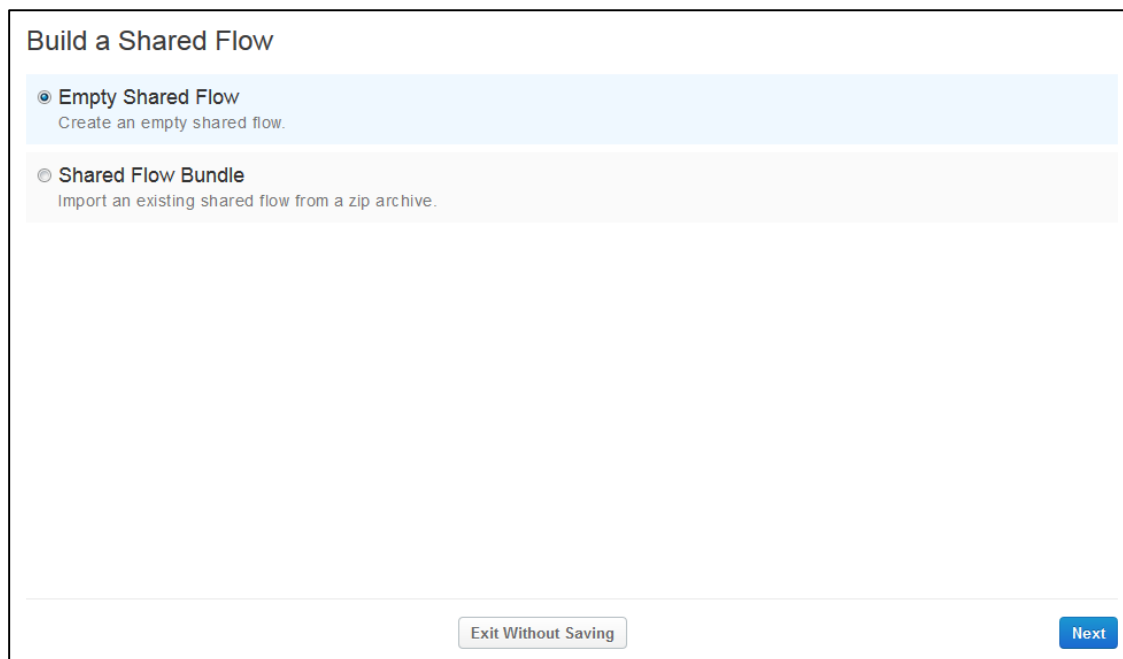 Build a Shared Flow
Empty Shared Flow
Create an empty shared flow.
Shared Flow Bundle
Import an existing shared flow from a zip archive.
Exit Without Saving
Next